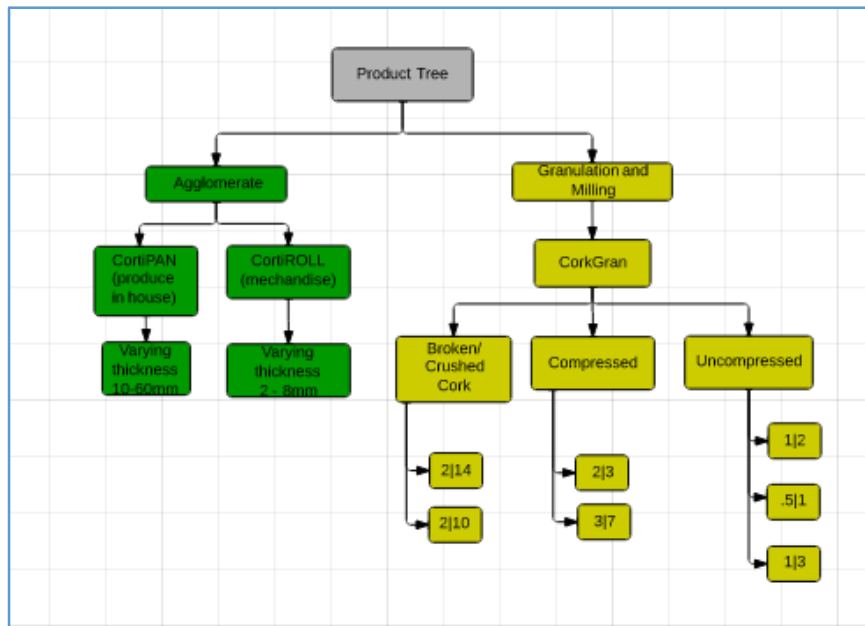 Product Tree
Agglomerate
Granulation and
Milling
CortiPAN
(produce
in house)
CortiROLL
(mechandise)
CorkGran
Varying
thickness
10-60mm
Varying
thickness
2 - 8mm
Broken/
Crushed
Cork
Compressed
Uncompressed
2|14
2|10
2|3
3|7
1|2
.5|1
1|3